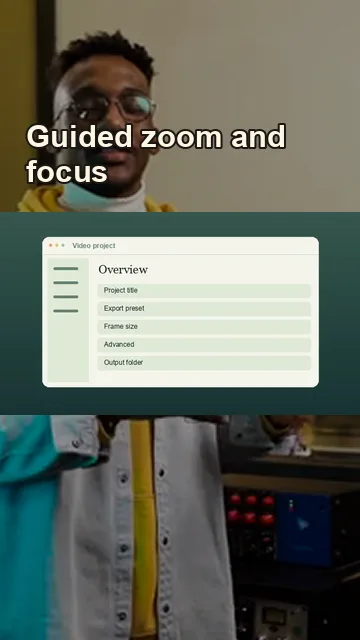 Guided zoom and
focus
Video project
Overview
Project title
Export preset
Frame size
Advanced
Output folder